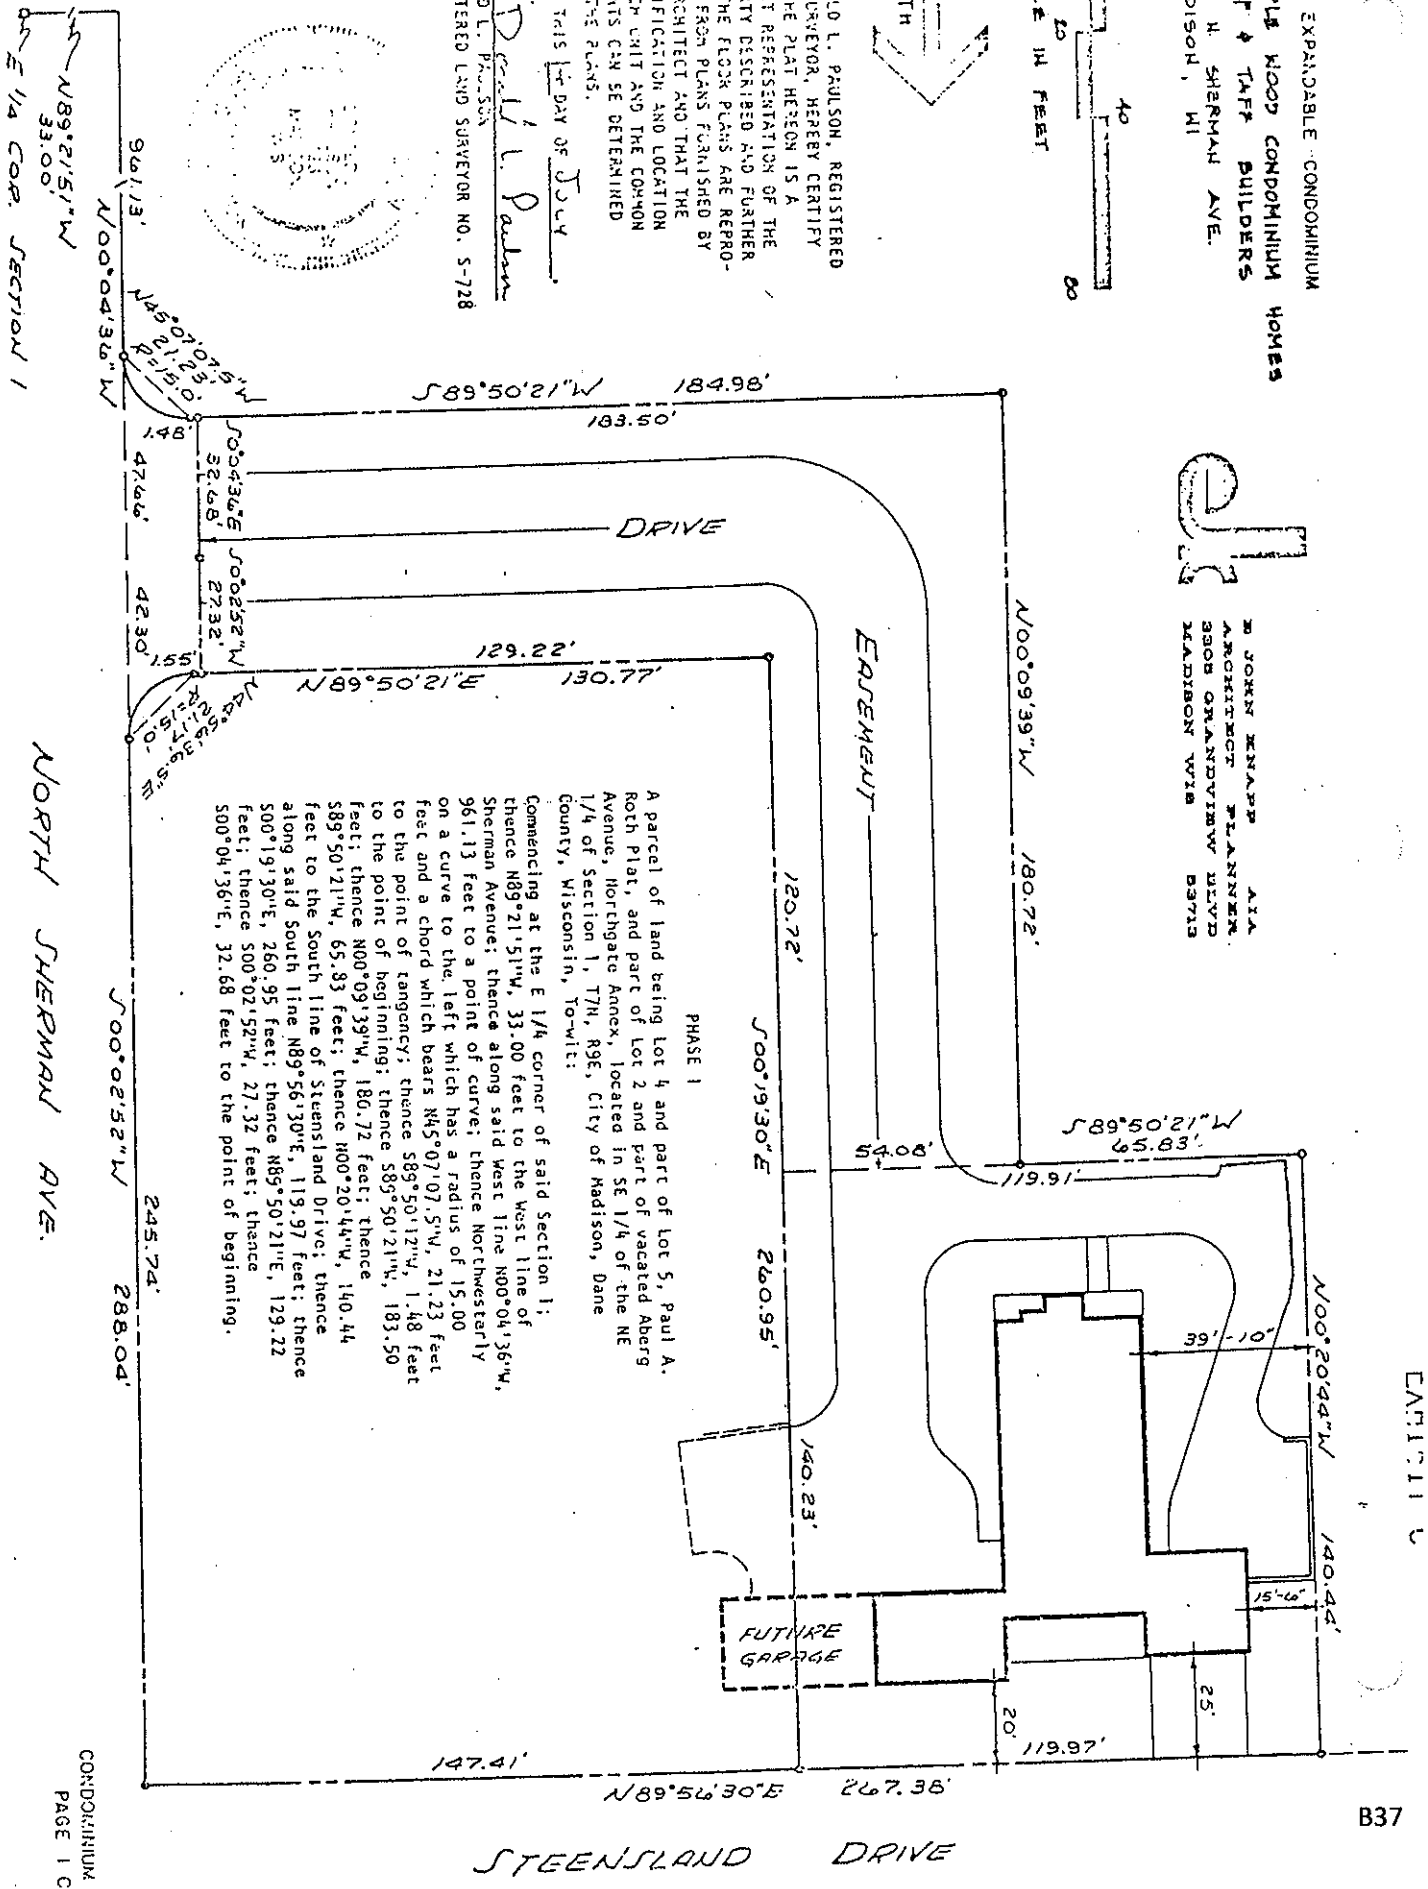 EXPANDABLE CONDOMINIUM
PLE WOOD CONDOMINIUM HOMES
T & TAFF BUILDERS
N. SHERMAN AVE.
DISON, WI
20
40
80
E IN FEET
TH
LD L. PAULSON, REGISTERED
URVEYOR, HEREBY CERTIFY
HE PLAT HEREON IS A
T REPRESENTATION OF THE
TY DESCRIBED AND FURTHER
THE FLOOR PLANS ARE REPRO-
FROM PLANS FURNISHED BY
RCHITECT AND THAT THE
IFICATION AND LOCATION
CH UNIT AND THE COMMON
TS CAN BE DETERMINED
THE PLANS.
THIS 1st DAY OF JULY.
Donald L. Paulson
D L. PAULSON
TERED LAND SURVEYOR NO. S-728
E JOHN KNAPP AIA
ARCHITECT PLANNER.
3305 GRANDVIEW BLVD
MADISON WIS 53713
E 1/4 COR. SECTION 1
N89°21'51"W
33.00'
961.13'
N00°04'36"W
N45°07'07.5"W
21.23'
R=15.0'
1.48'
S0°04'36"E
32.68'
S0°02'52"W
27.32'
47.66'
42.30'
1.55'
N44°56'36.5"E
21.17'
R=15.0'
S89°50'21"W 184.98'
183.50'
DRIVE
129.22'
N89°50'21"E 130.77'
EASEMENT
N00°09'39"W 180.72'
120.72'
S00°19'30"E 260.95'
140.23'
54.08'
119.91'
S89°50'21"W
65.83'
N00°20'44"W 140.44'
39'-10"
15'-6"
25'
20'
FUTURE
GARAGE
119.97'
147.41'
N89°56'30"E 267.38'
STEENSLAND DRIVE
S00°02'52"W 288.04'
245.74'
NORTH SHERMAN AVE.
PHASE I
A parcel of land being Lot 4 and part of Lot 5, Paul A.
Roth Plat, and part of Lot 2 and part of vacated Aberg
Avenue, Northgate Annex, located in SE 1/4 of the NE
1/4 of Section 1, T7N, R9E, City of Madison, Dane
County, Wisconsin, To-wit:
Commencing at the E 1/4 corner of said Section 1;
thence N89°21'51"W, 33.00 feet to the West line of
Sherman Avenue; thence along said West line N00°04'36"W,
961.13 feet to a point of curve; thence Northwesterly
on a curve to the left which has a radius of 15.00
feet and a chord which bears N45°07'07.5"W, 21.23 feet
to the point of tangency; thence S89°50'12"W, 1.48 feet
to the point of beginning; thence S89°50'21"W, 183.50
feet; thence N00°09'39"W, 180.72 feet; thence
S89°50'21"W, 65.83 feet; thence N00°20'44"W, 140.44
feet to the South line of Steensland Drive; thence
along said South line N89°56'30"E, 119.97 feet; thence
S00°19'30"E, 260.95 feet; thence N89°50'21"E, 129.22
feet; thence S00°02'52"W, 27.32 feet; thence
S00°04'36"E, 32.68 feet to the point of beginning.
B37
CONDOMINIUM
PAGE 1 C